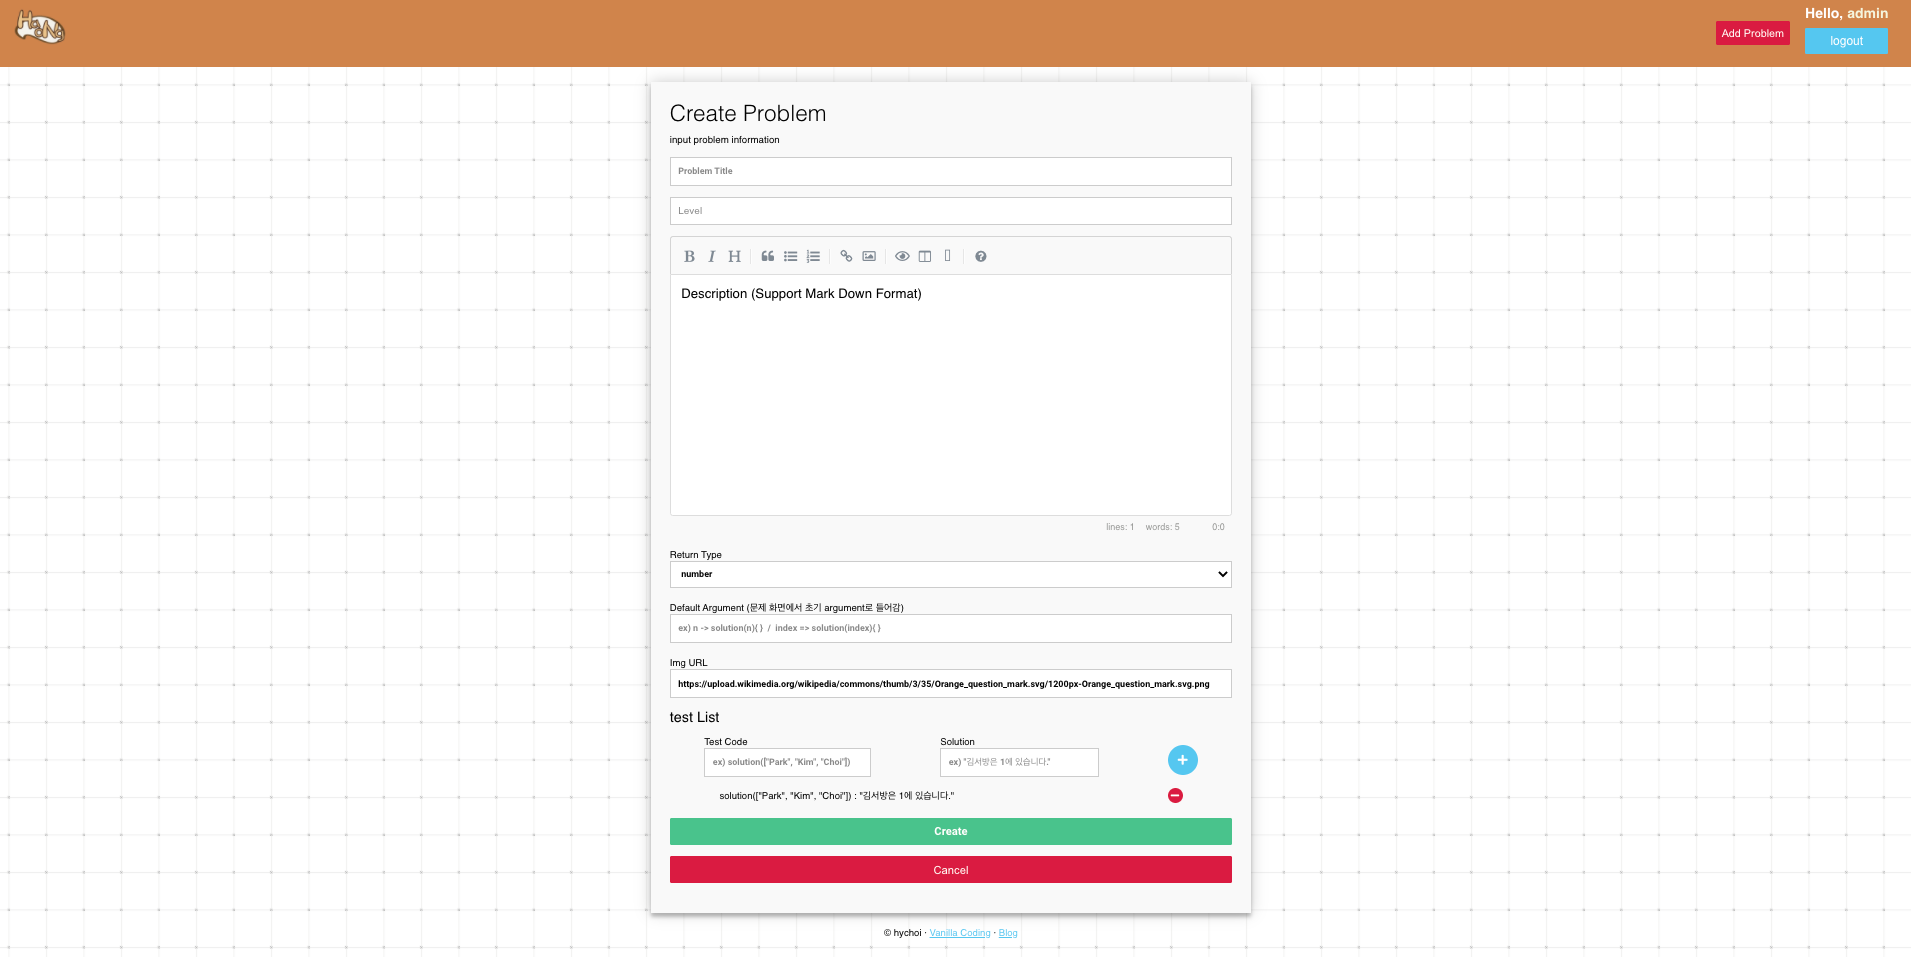 Hello, admin
Add Problem
logout
Create Problem
input problem information
Problem Title
Level
B I H
Description (Support Mark Down Format)
lines: 1 words: 5 0:0
Return Type
number
Default Argument (문제 화면에서 초기 argument로 들어감)
ex) n -> solution(n){ } / index => solution(index){ }
Img URL
https://upload.wikimedia.org/wikipedia/commons/thumb/3/35/Orange_question_mark.svg/1200px-Orange_question_mark.svg.png
test List
Test Code Solution
ex) solution(["Park", "Kim", "Choi"]) ex) "김서방은 1에 있습니다."
solution(["Park", "Kim", "Choi"]) : "김서방은 1에 있습니다."
Create
Cancel
© hychoi · Vanilla Coding · Blog